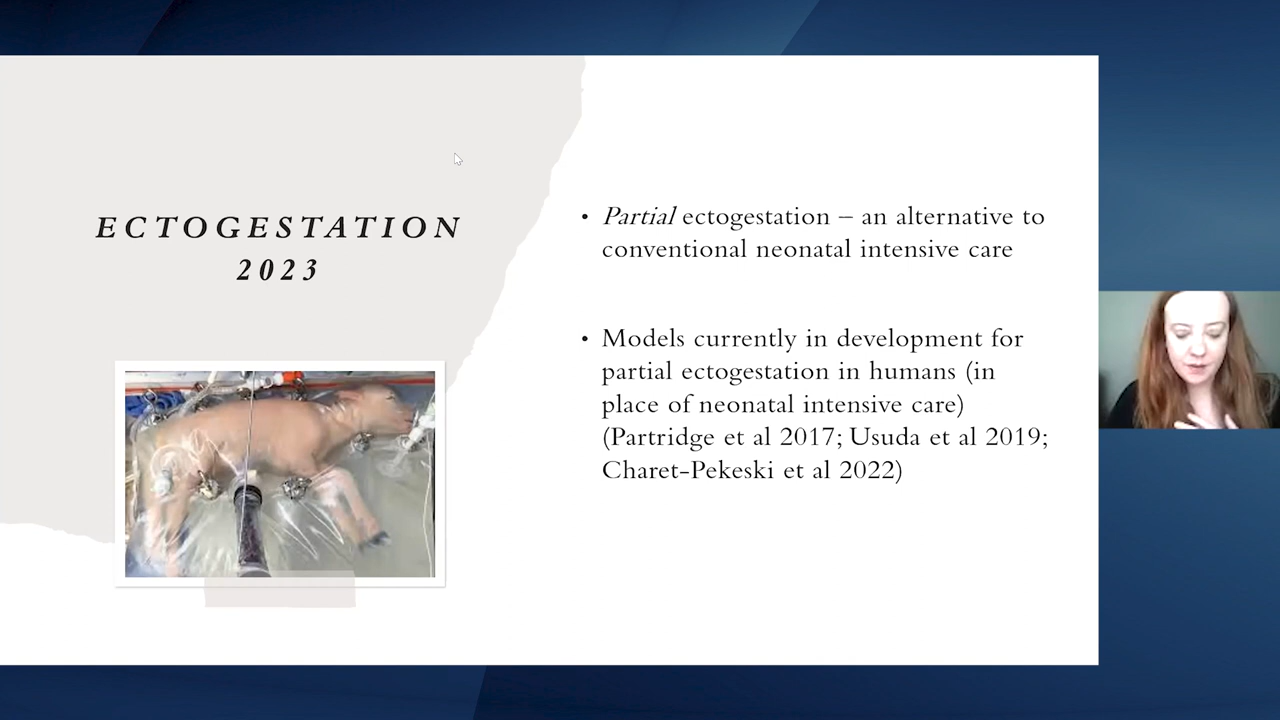 ECTOGESTATION
2023
• Partial ectogestation – an alternative to
conventional neonatal intensive care
• Models currently in development for
partial ectogestation in humans (in
place of neonatal intensive care)
(Partridge et al 2017; Usuda et al 2019;
Charet-Pekeski et al 2022)